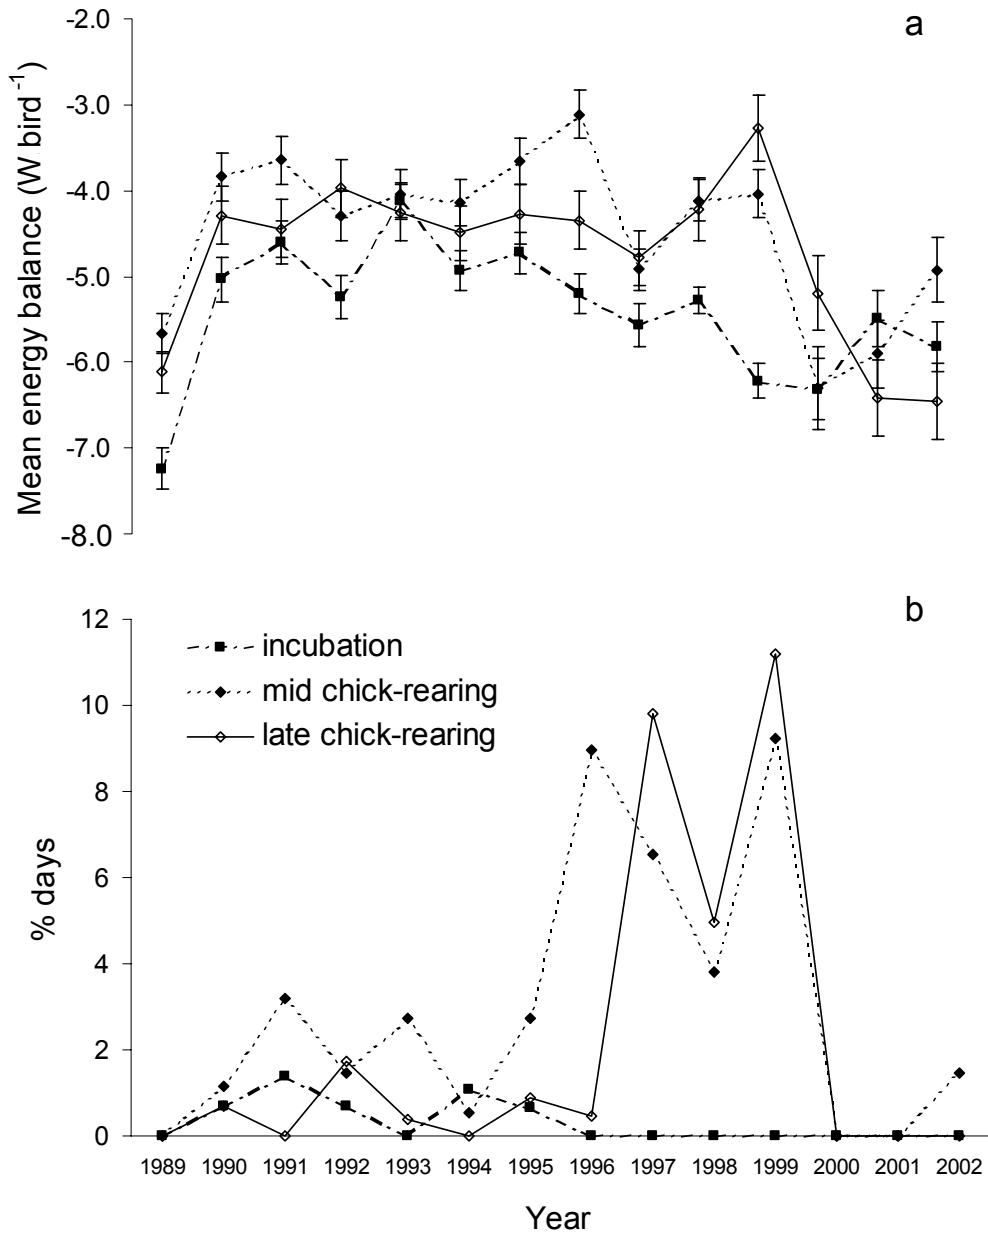 a
Mean energy balance (W bird⁻¹)
-2.0
-3.0
-4.0
-5.0
-6.0
-7.0
-8.0
b
% days
12
10
8
6
4
2
0
incubation
mid chick-rearing
late chick-rearing
1989 1990 1991 1992 1993 1994 1995 1996 1997 1998 1999 2000 2001 2002
Year